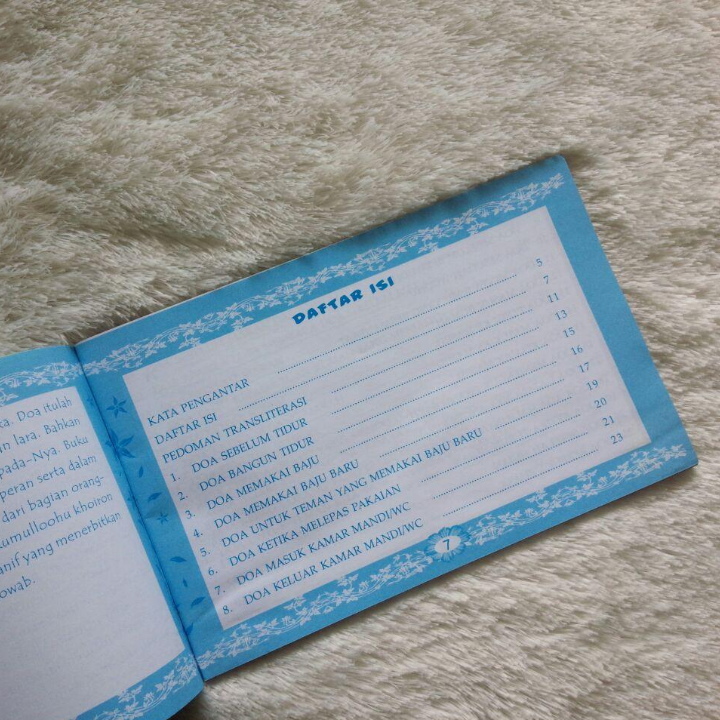 ca. Doa itulah
n lara. Bahkan
pada-Nya. Buku
peran serta dalam
dari bagian orang-
umulloohu khoiron
anif yang menerbitkan
owab.
DAFTAR ISI
KATA PENGANTAR 5
DAFTAR ISI 7
PEDOMAN TRANSLITERASI 11
1. DOA SEBELUM TIDUR 13
2. DOA BANGUN TIDUR 15
3. DOA MEMAKAI BAJU 16
4. DOA MEMAKAI BAJU BARU 17
5. DOA UNTUK TEMAN YANG MEMAKAI BAJU BARU 19
6. DOA KETIKA MELEPAS PAKAIAN 20
7. DOA MASUK KAMAR MANDI/WC 21
8. DOA KELUAR KAMAR MANDI/WC 23
7